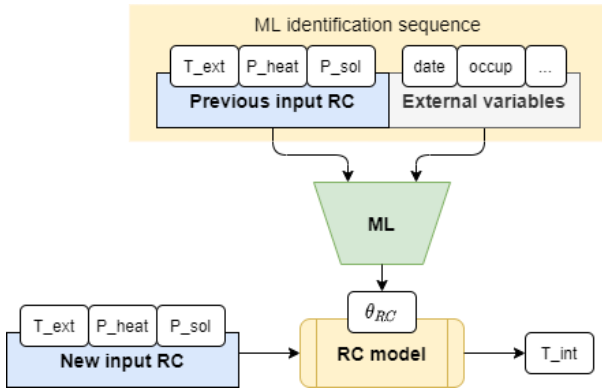 ML identification sequence
T_ext P_heat P_sol date occup ...
Previous input RC External variables
ML
θ_RC
T_ext P_heat P_sol
New input RC RC model T_int